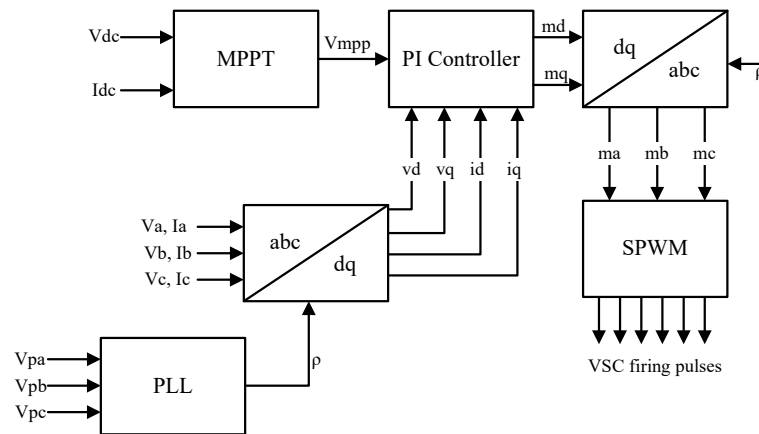 Vdc
Idc
MPPT
Vmpp
PI Controller
md
mq
dq
abc
vd
vq
id
iq
ma
mb
mc
Va, Ia
Vb, Ib
Vc, Ic
abc
dq
SPWM
VSC firing pulses
Vpa
Vpb
Vpc
PLL
ρ